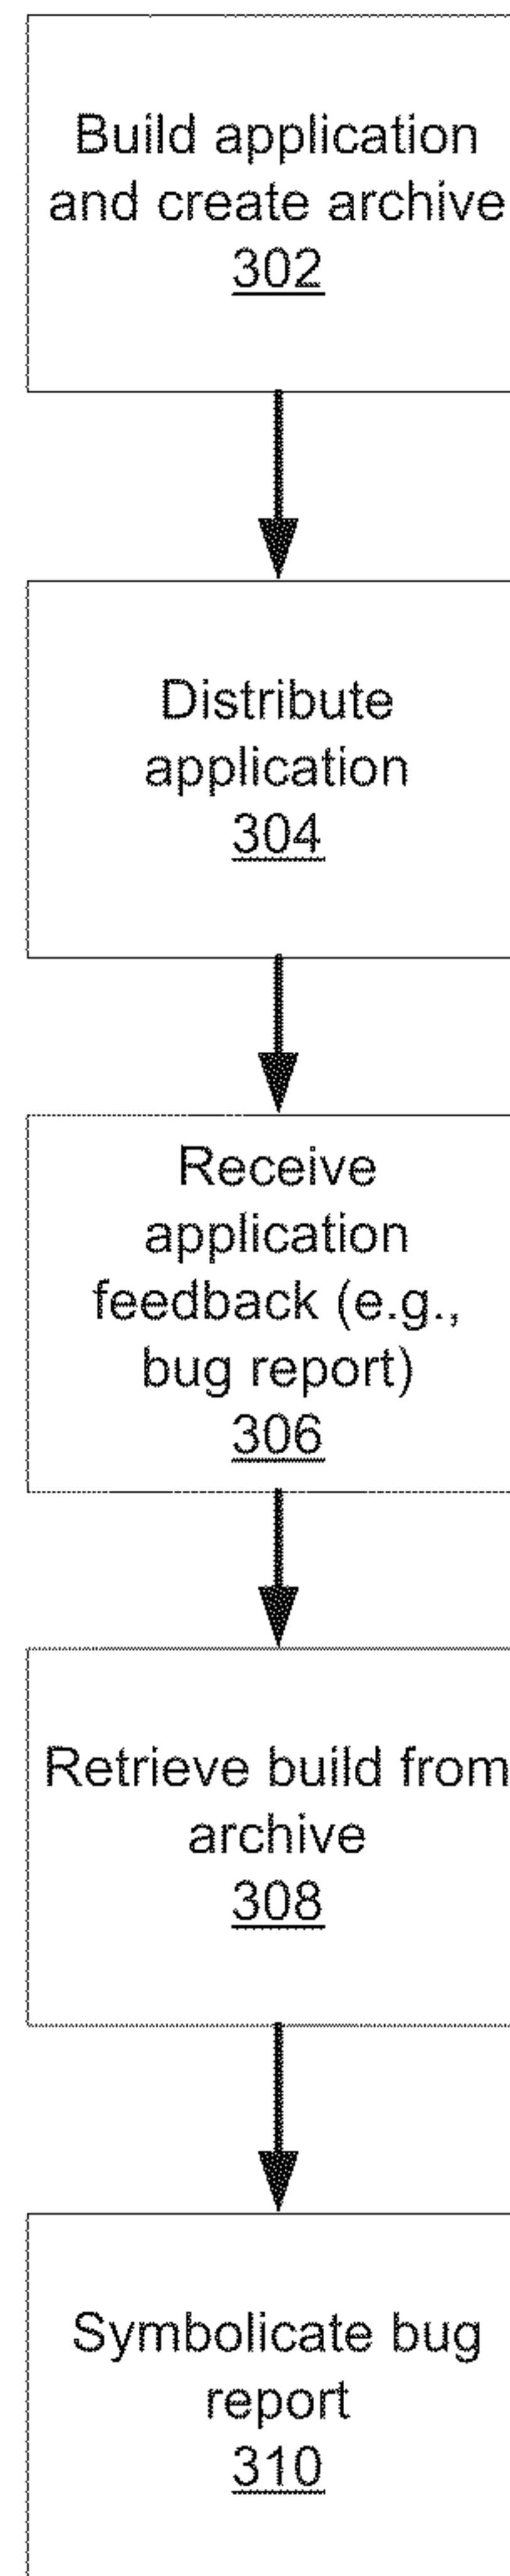 Build application
and create archive
302
Distribute
application
304
Receive
application
feedback (e.g.,
bug report)
306
Retrieve build from
archive
308
Symbolicate bug
report
310